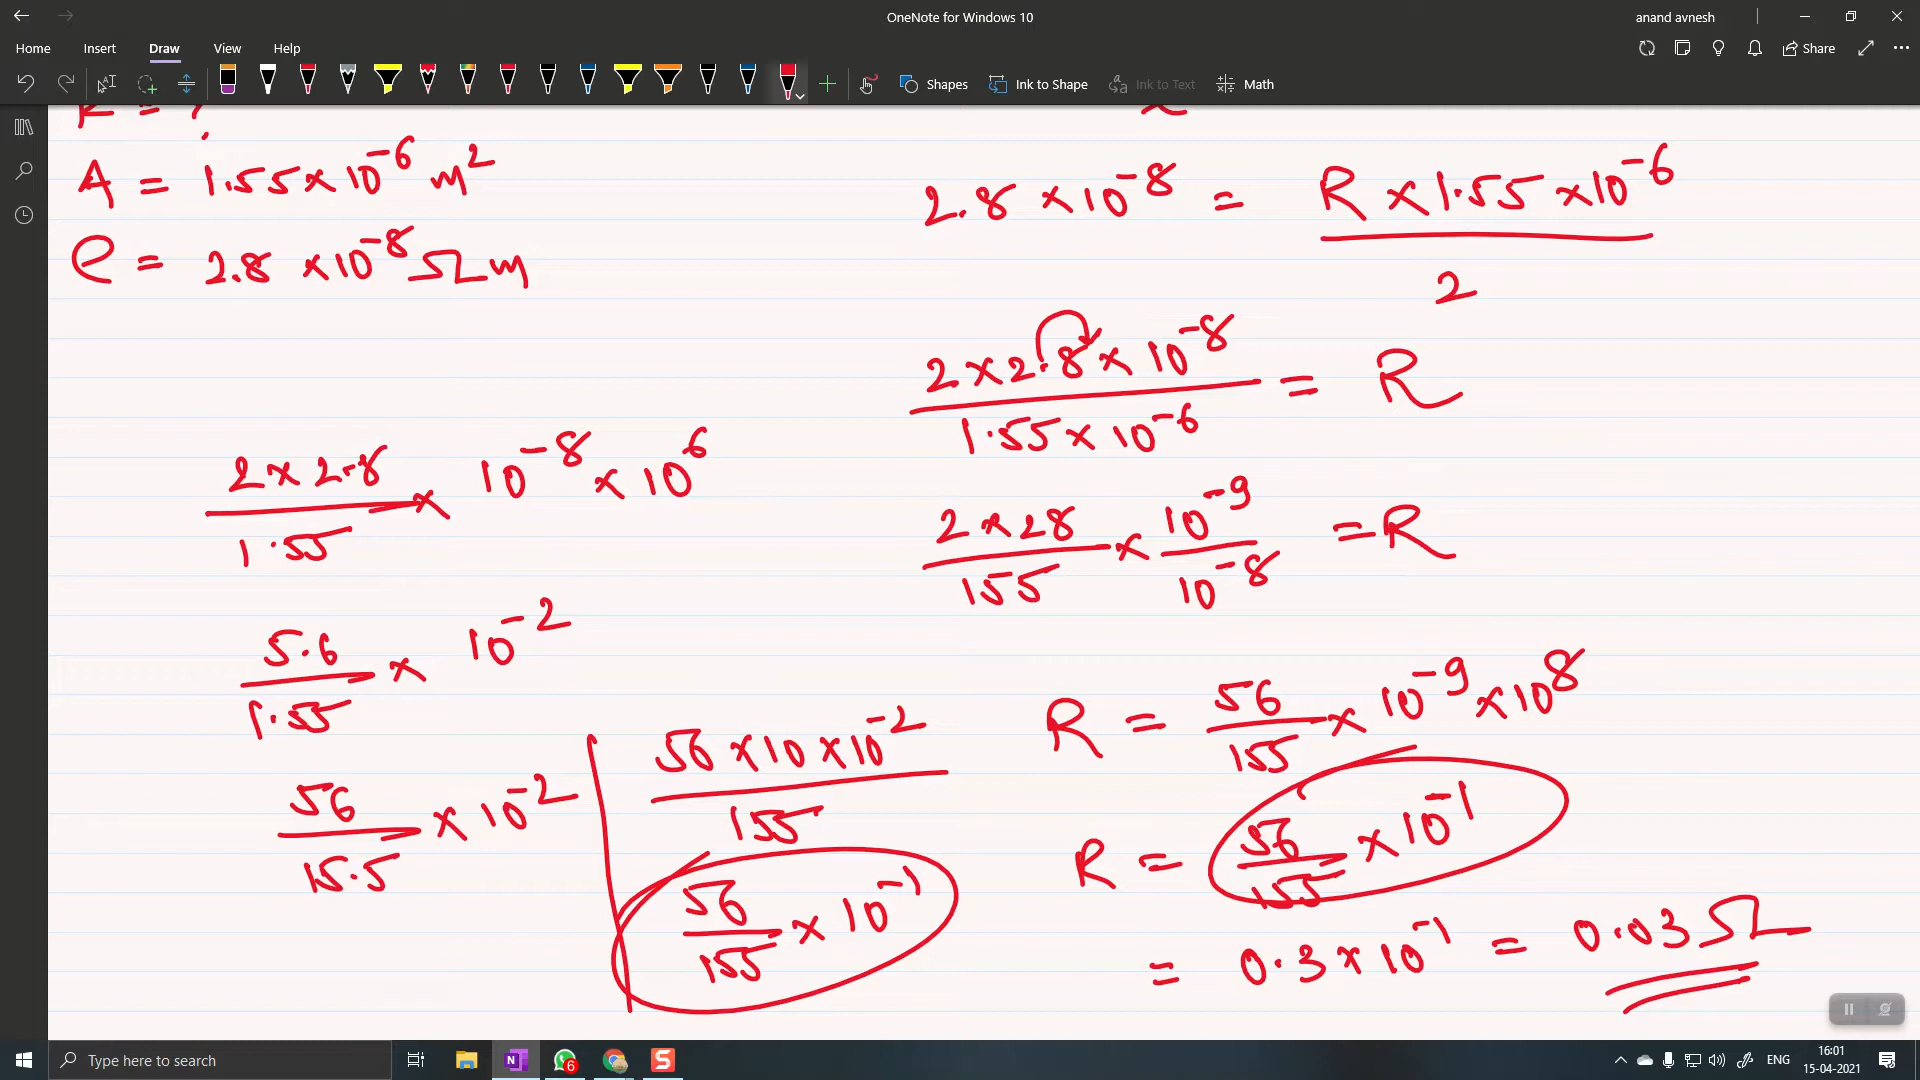 OneNote for Windows 10
anand avnesh
Home Insert Draw View Help
Share
Shapes Ink to Shape Ink to Text Math
R = ?
A = 1.55×10⁻⁶ m²
ρ = 2.8 ×10⁻⁸ Ωm
2.8 ×10⁻⁸ = R ×1.55 ×10⁻⁶ / 2
2×2.8× 10⁻⁸ / 1.55× 10⁻⁶ = R
2 ×28 / 155 × 10⁻⁹ / 10⁻⁸ = R
R = 56 / 155 × 10⁻⁹ ×10⁸
R = 56 / 155 ×10⁻¹
= 0.3×10⁻¹ = 0.03 Ω
2 × 2.8 / 1.55 × 10⁻⁸ × 10⁶
5.6 / 1.55 × 10⁻²
56 / 15.5 × 10⁻²
56 ×10 ×10⁻² / 155
56 / 155 × 10⁻¹
Type here to search
6
ENG
16:01
15-04-2021